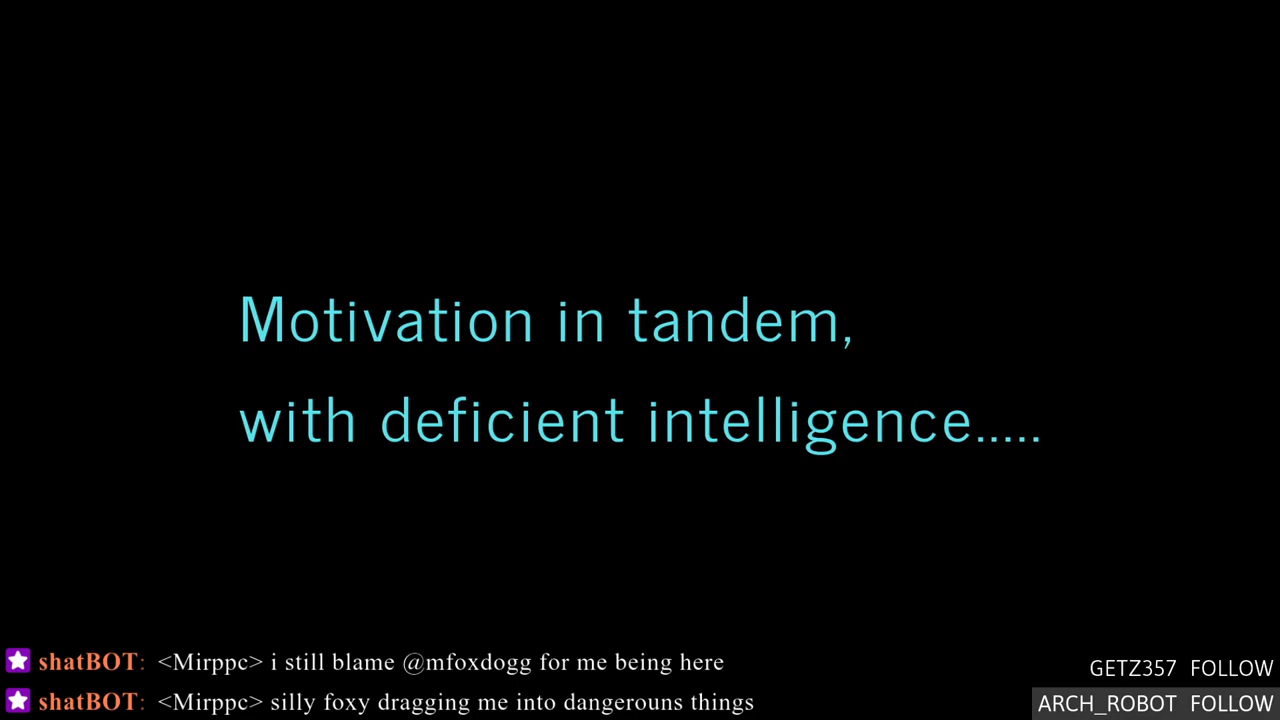 Motivation in tandem,
with deficient intelligence.....
shatBOT: <Mirppc> i still blame @mfoxdogg for me being here
GETZ357 FOLLOW
shatBOT: <Mirppc> silly foxy dragging me into dangerouns things
ARCH_ROBOT FOLLOW